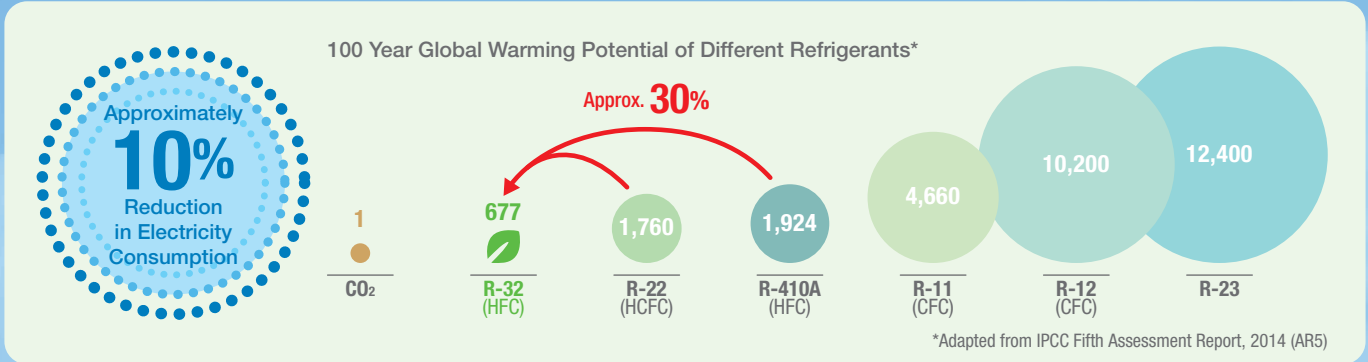 100 Year Global Warming Potential of Different Refrigerants*
Approximately
10%
Reduction
in Electricity
Consumption
Approx. 30%
1
CO₂
677
R-32
(HFC)
1,760
R-22
(HCFC)
1,924
R-410A
(HFC)
4,660
R-11
(CFC)
10,200
R-12
(CFC)
12,400
R-23
*Adapted from IPCC Fifth Assessment Report, 2014 (AR5)